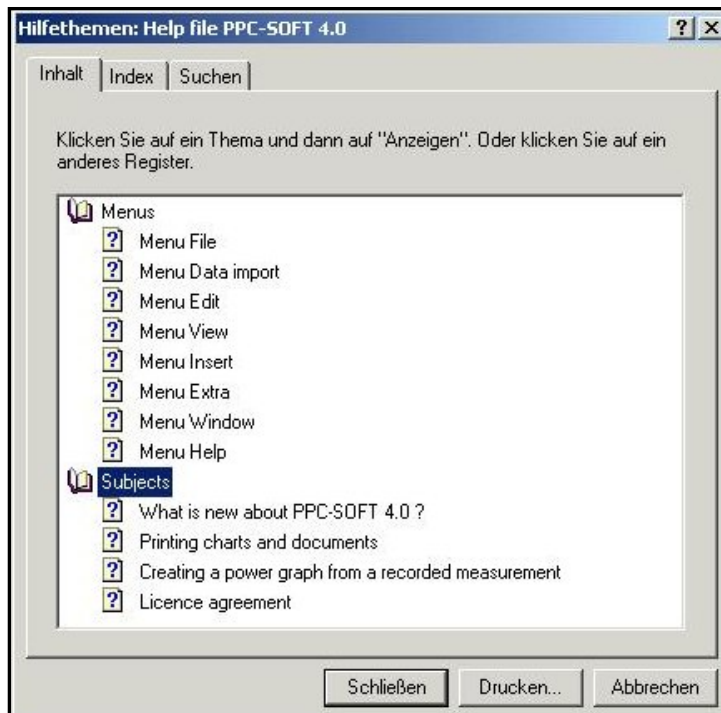 Hilfethemen: Help file PPC-SOFT 4.0
Inhalt Index Suchen
Klicken Sie auf ein Thema und dann auf "Anzeigen". Oder klicken Sie auf ein
anderes Register.
Menus
Menu File
Menu Data import
Menu Edit
Menu View
Menu Insert
Menu Extra
Menu Window
Menu Help
Subjects
What is new about PPC-SOFT 4.0 ?
Printing charts and documents
Creating a power graph from a recorded measurement
Licence agreement
Schließen Drucken... Abbrechen